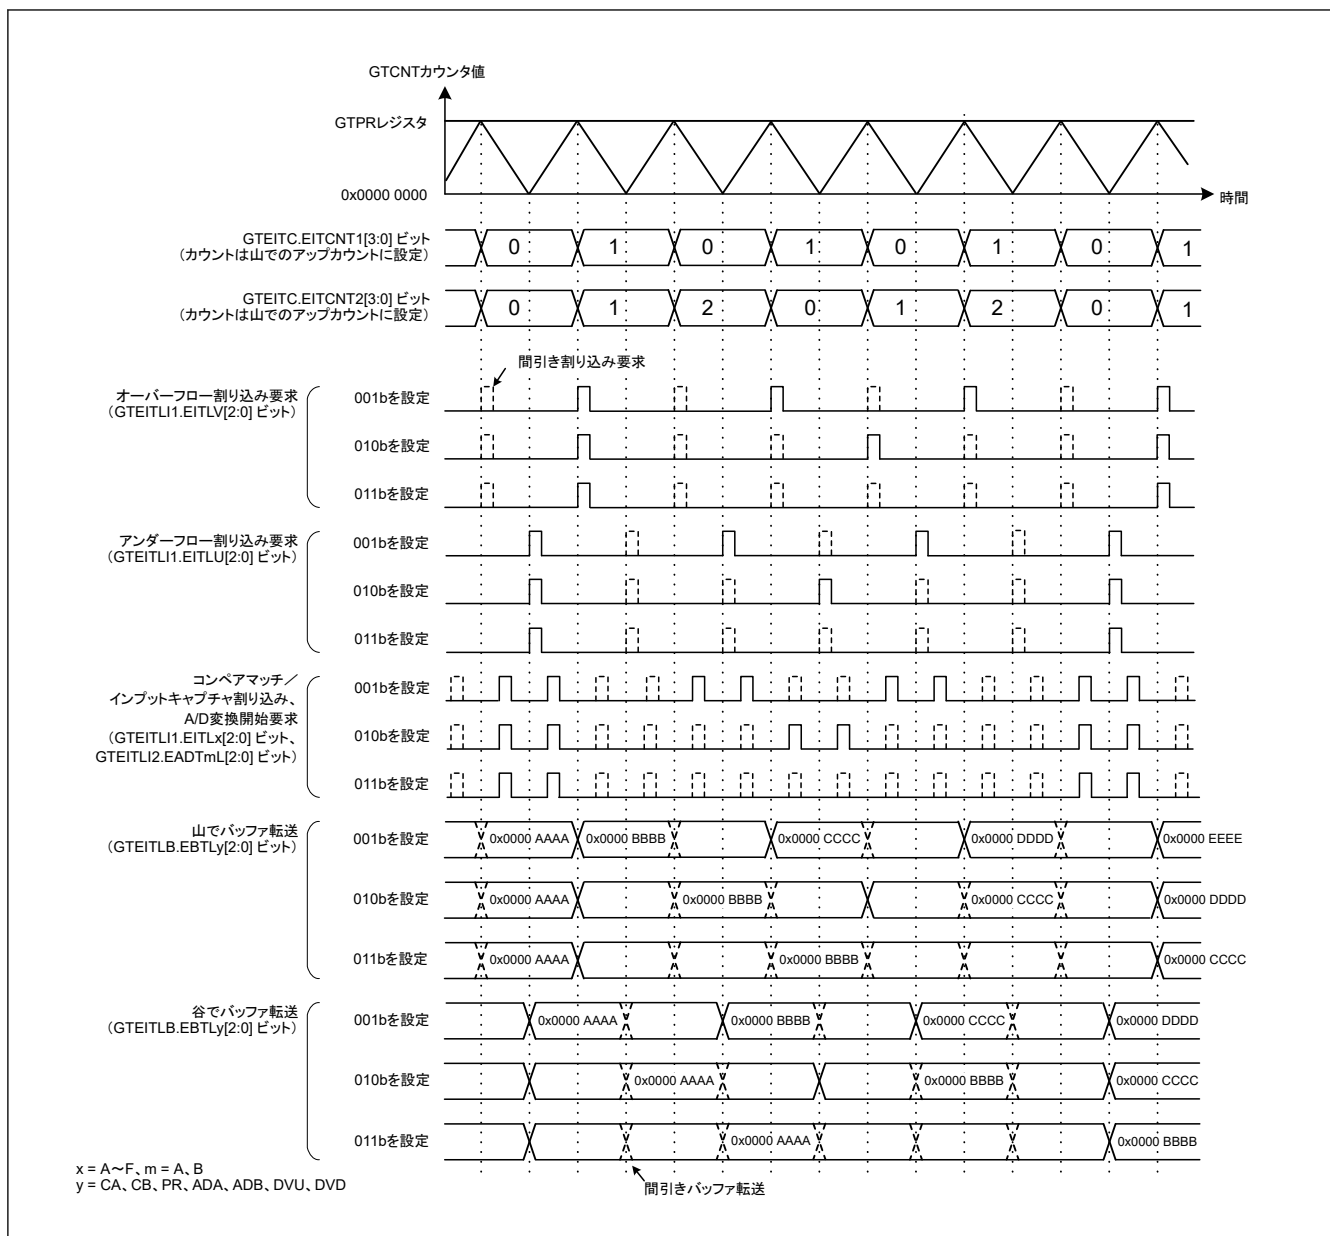 GTCNTカウンタ値
GTPRレジスタ
0x0000 0000
時間
GTEITC.EITCNT1[3:0] ビット
（カウントは山でのアップカウントに設定）
0 1 0 1 0 1 0 1
GTEITC.EITCNT2[3:0] ビット
（カウントは山でのアップカウントに設定）
0 1 2 0 1 2 0 1
間引き割り込み要求
オーバーフロー割り込み要求
（GTEITLI1.EITLV[2:0] ビット）
001bを設定
010bを設定
011bを設定
アンダーフロー割り込み要求
（GTEITLI1.EITLU[2:0] ビット）
001bを設定
010bを設定
011bを設定
コンペアマッチ／
インプットキャプチャ割り込み、
A/D変換開始要求
（GTEITLI1.EITLx[2:0] ビット、
GTEITLI2.EADTmL[2:0] ビット）
001bを設定
010bを設定
011bを設定
山でバッファ転送
（GTEITLB.EBTLy[2:0] ビット）
001bを設定 0x0000 AAAA 0x0000 BBBB 0x0000 CCCC 0x0000 DDDD 0x0000 EEEE
010bを設定 0x0000 AAAA 0x0000 BBBB 0x0000 CCCC 0x0000 DDDD
011bを設定 0x0000 AAAA 0x0000 BBBB 0x0000 CCCC
谷でバッファ転送
（GTEITLB.EBTLy[2:0] ビット）
001bを設定 0x0000 AAAA 0x0000 BBBB 0x0000 CCCC 0x0000 DDDD
010bを設定 0x0000 AAAA 0x0000 BBBB 0x0000 CCCC
011bを設定 0x0000 AAAA 0x0000 BBBB
間引きバッファ転送
x = A～F、m = A、B
y = CA、CB、PR、ADA、ADB、DVU、DVD